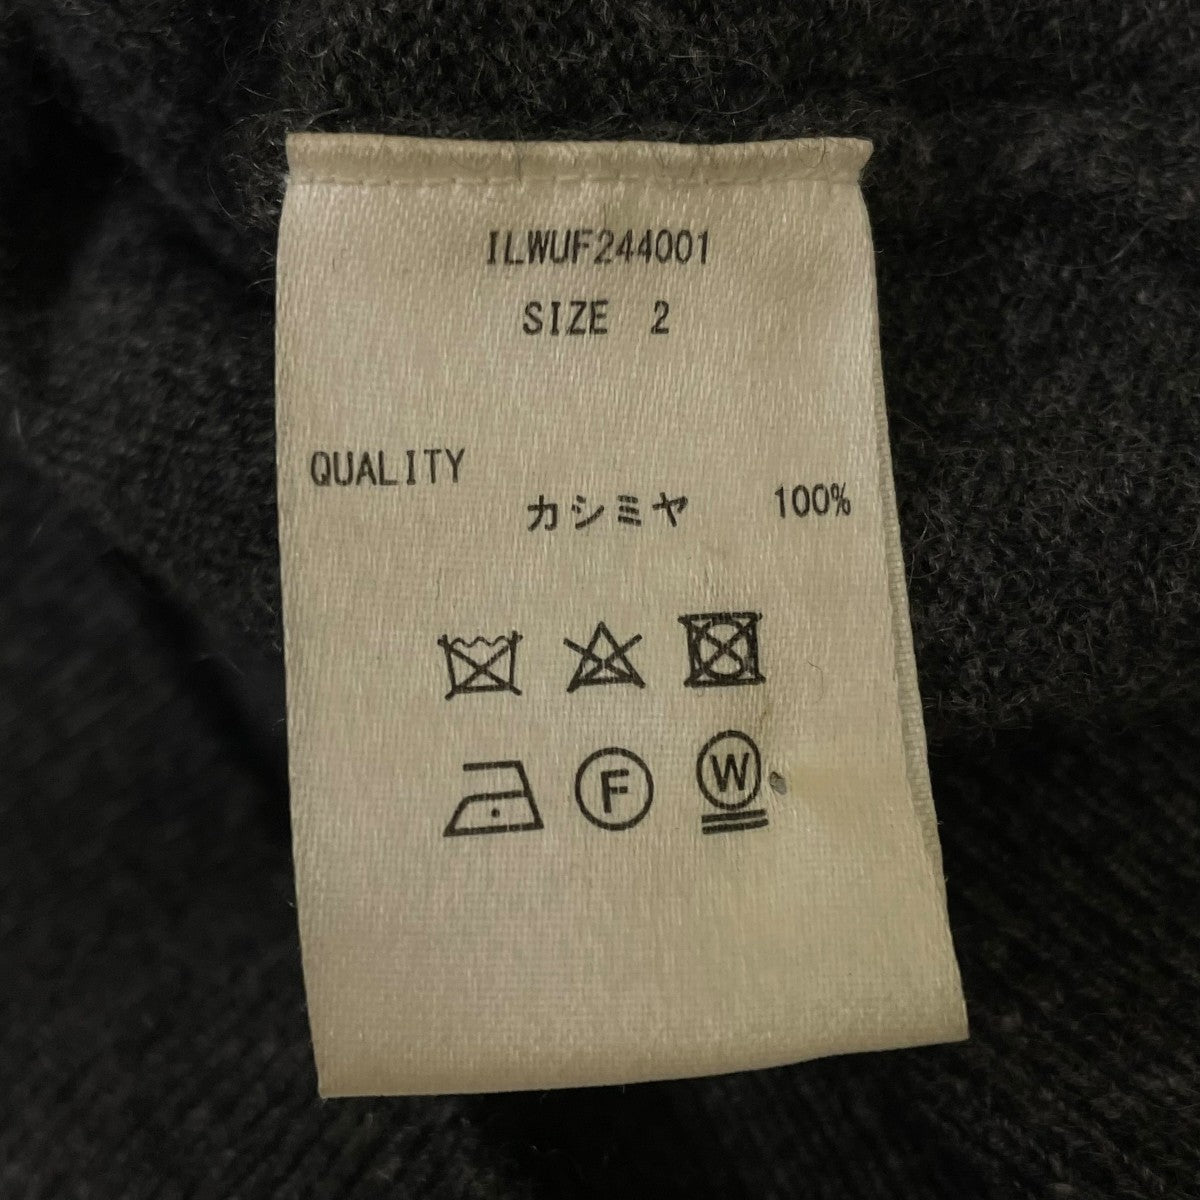 ILWUF244001
SIZE 2
QUALITY
カシミヤ 100%
F W